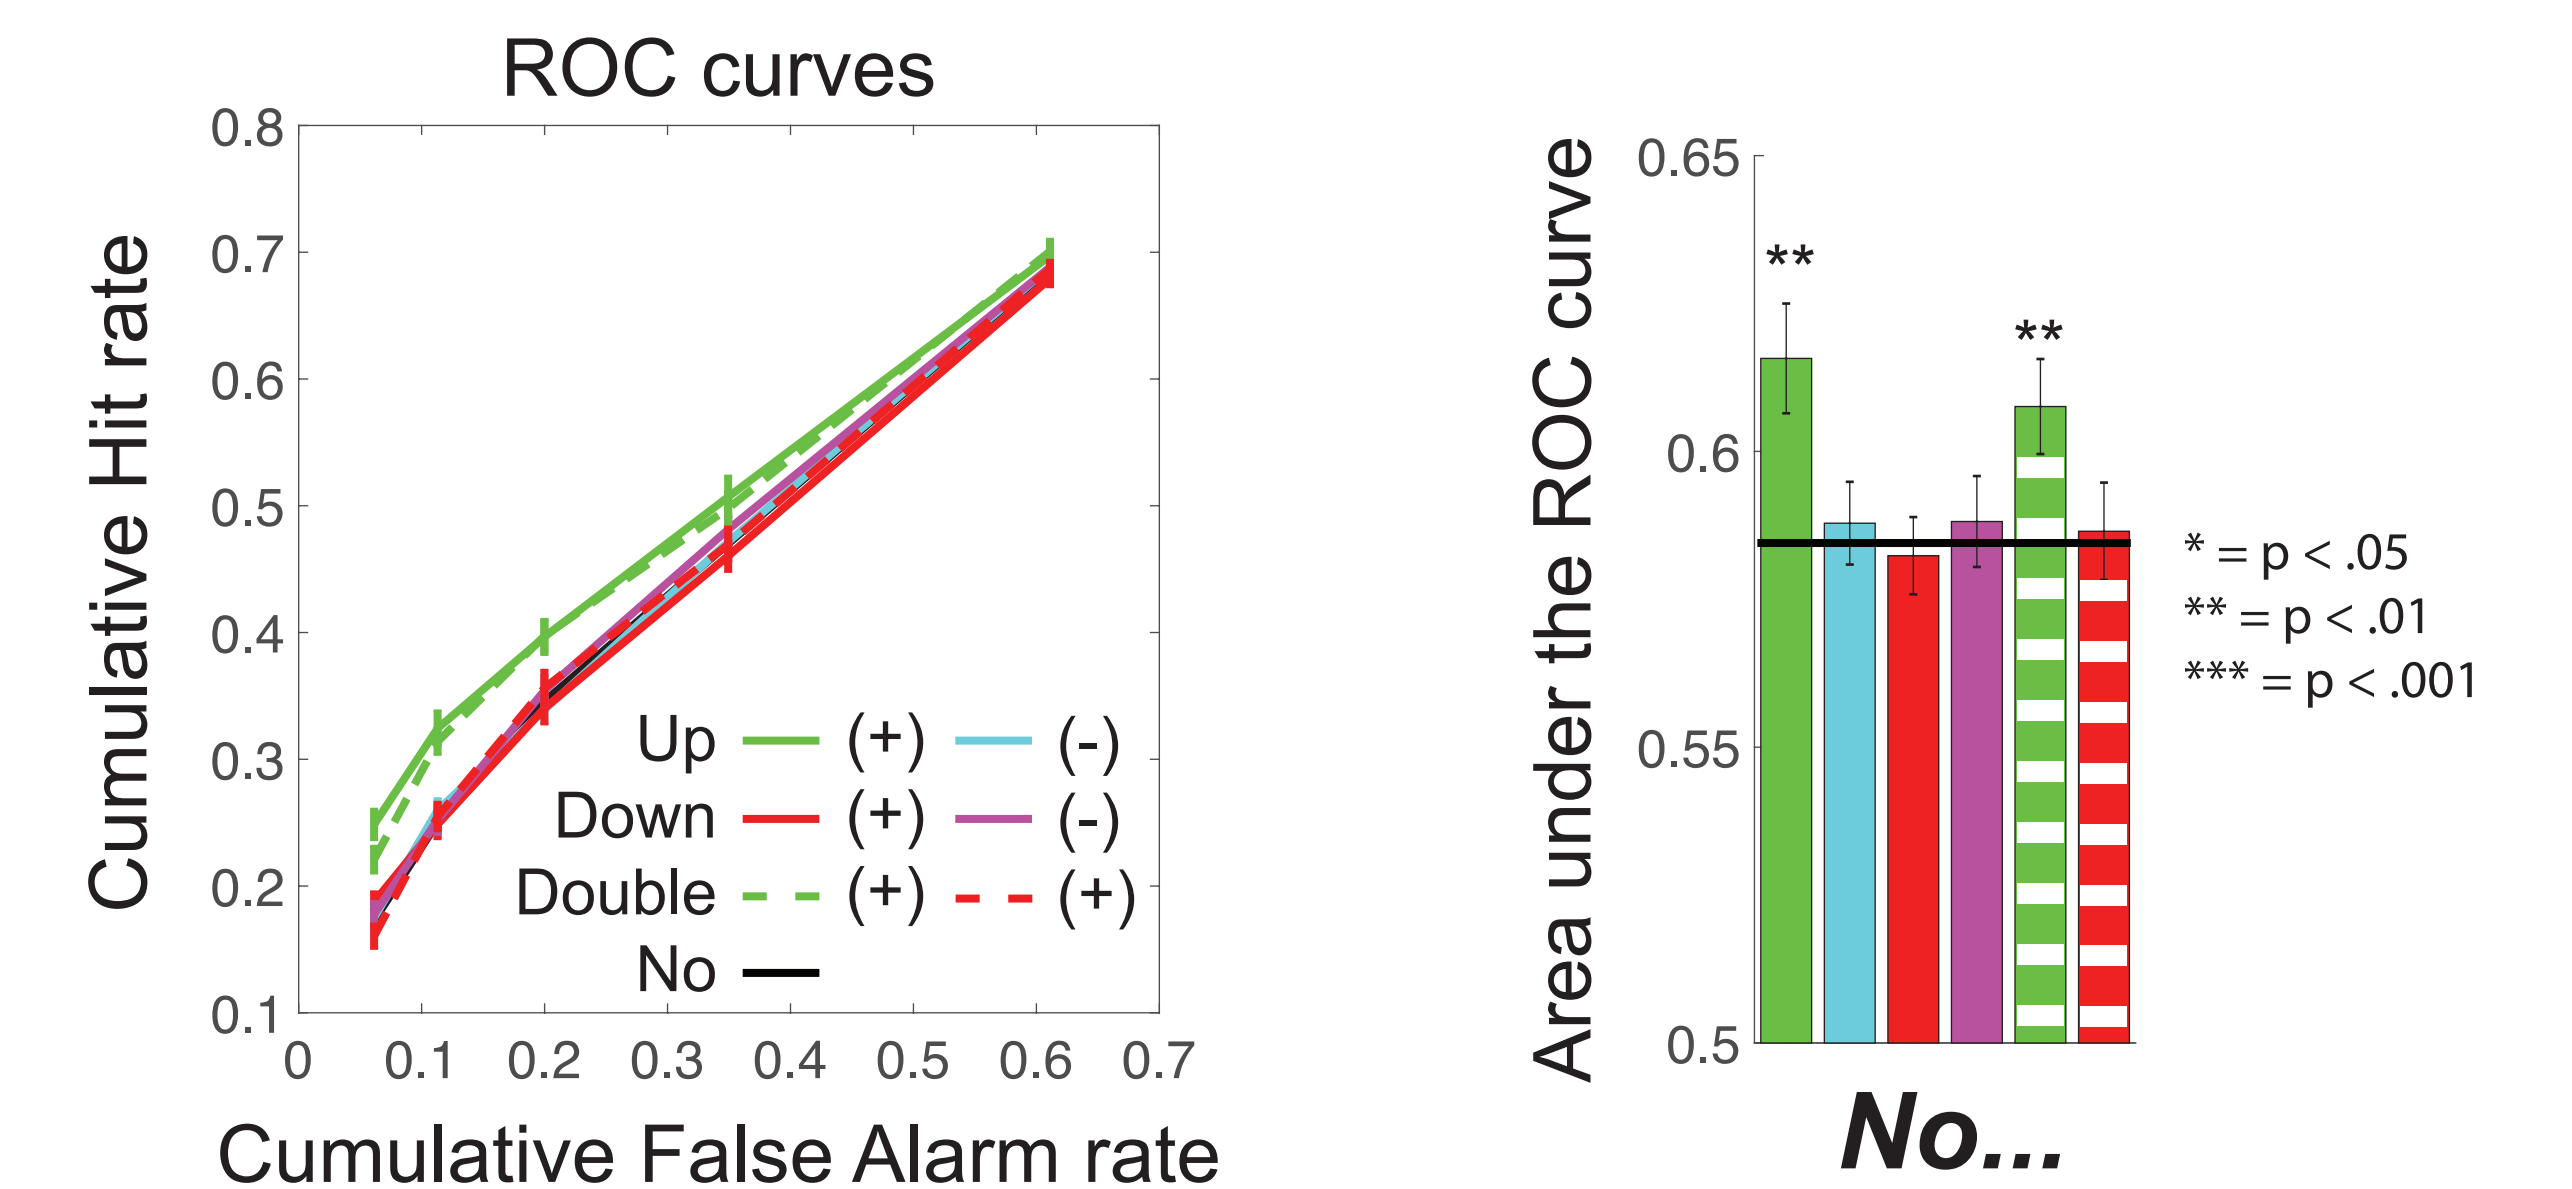 ROC curves
Cumulative Hit rate
0.8
0.7
0.6
0.5
0.4
0.3
0.2
0.1
Up (+) (-)
Down (+) (-)
Double (+) (+)
No
0 0.1 0.2 0.3 0.4 0.5 0.6 0.7
Cumulative False Alarm rate
Area under the ROC curve
0.65
0.6
0.55
0.5
**
**
No...
* = p < .05
** = p < .01
*** = p < .001